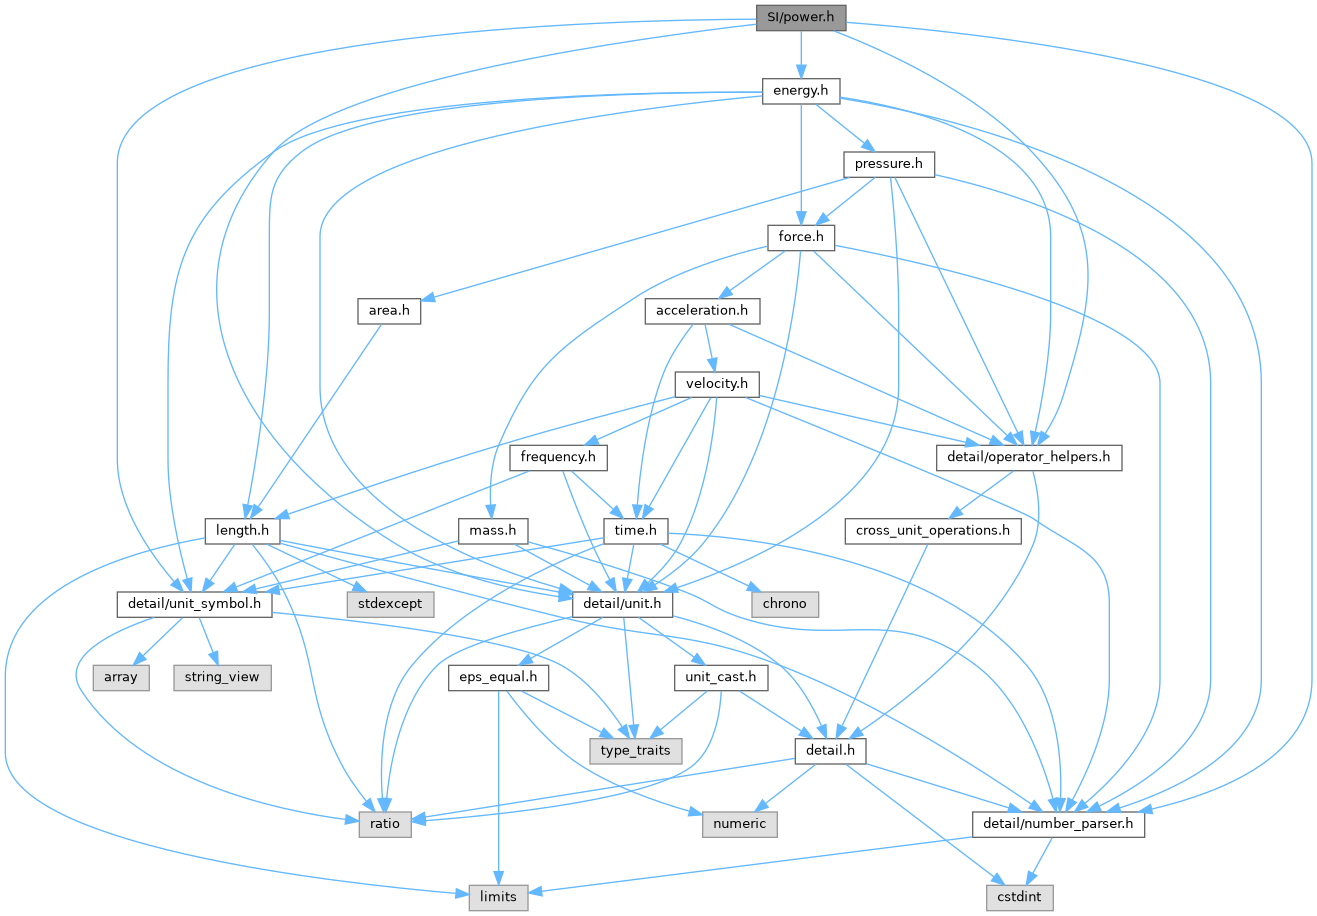 SI/power.h
energy.h
pressure.h
force.h
area.h
acceleration.h
velocity.h
frequency.h
detail/operator_helpers.h
length.h
mass.h
time.h
cross_unit_operations.h
detail/unit_symbol.h
stdexcept
detail/unit.h
chrono
array
string_view
eps_equal.h
unit_cast.h
type_traits
detail.h
ratio
numeric
detail/number_parser.h
limits
cstdint